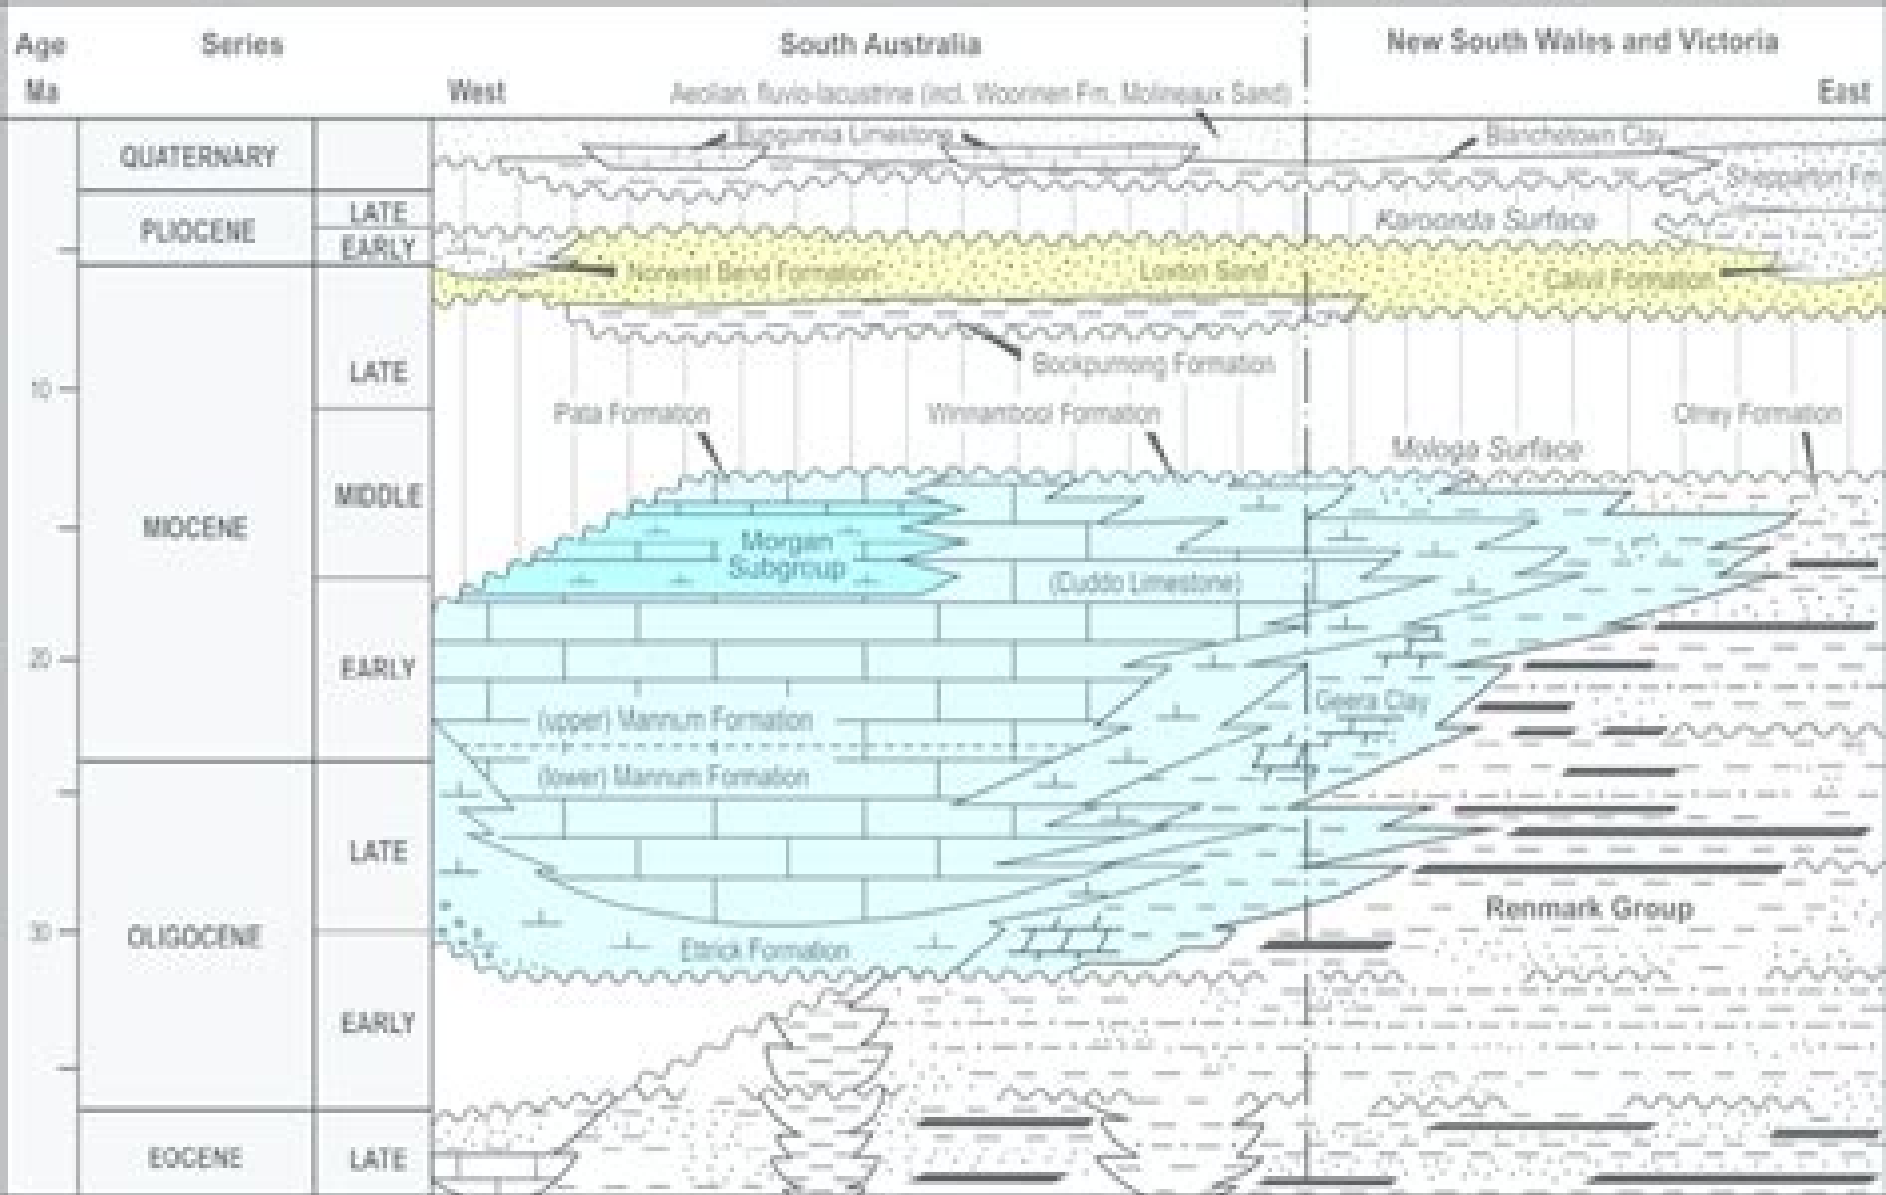 Age Series South Australia New South Wales and Victoria
Ma West Aeolian, fluvio-lacustrine (incl. Woorinen Fm, Molineaux Sand) East
Bungunnia Limestone Blanchetown Clay
QUATERNARY
Shepparton Fm
LATE Karoonda Surface
PLIOCENE
EARLY
Norwest Bend Formation Loxton Sand Calivil Formation
Bookpurnong Formation
LATE
10
Pata Formation Winnambool Formation Olney Formation
Mologa Surface
MIDDLE
MIOCENE
Morgan
Subgroup
(Cuddo Limestone)
20
EARLY
Geera Clay
(upper) Mannum Formation
(lower) Mannum Formation
LATE
Renmark Group
30
OLIGOCENE
Ettrick Formation
EARLY
EOCENE LATE